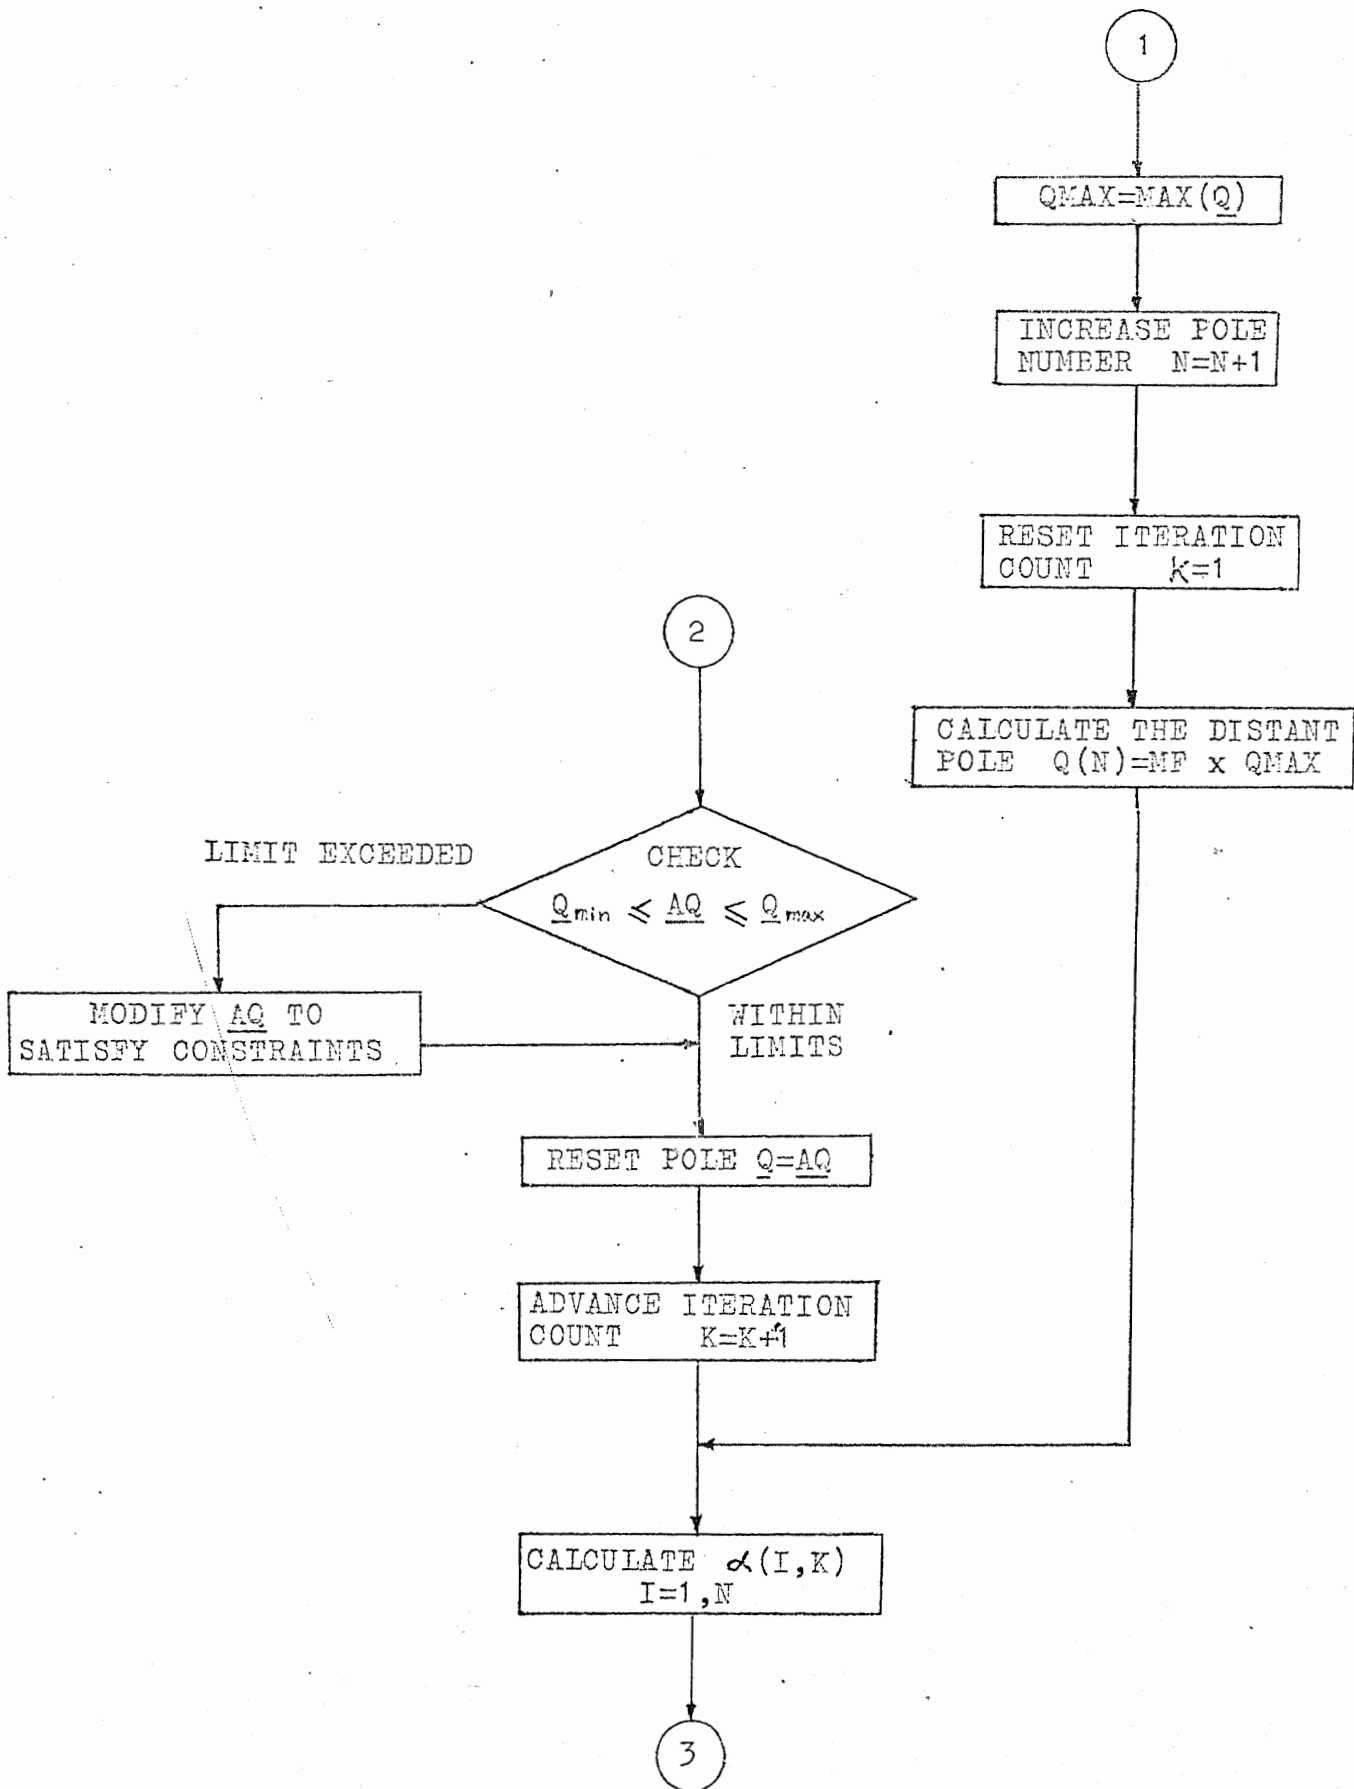 1
QMAX=MAX(Q)
INCREASE POLE
NUMBER N=N+1
RESET ITERATION
COUNT K=1
CALCULATE THE DISTANT
POLE Q(N)=MF x QMAX
2
LIMIT EXCEEDED
CHECK
Qmin ≤ AQ ≤ Qmax
MODIFY AQ TO
SATISFY CONSTRAINTS
WITHIN
LIMITS
RESET POLE Q=AQ
ADVANCE ITERATION
COUNT K=K+1
CALCULATE α(I,K)
I=1,N
3